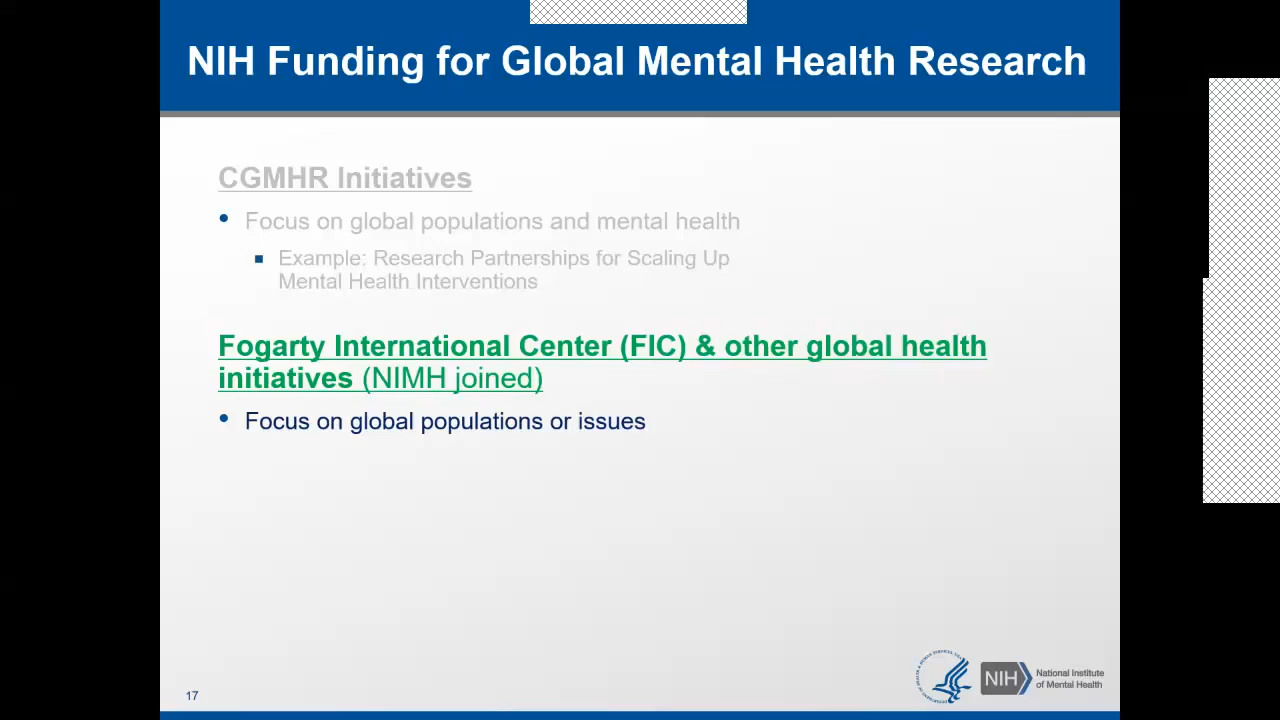 NIH Funding for Global Mental Health Research
CGMHR Initiatives
• Focus on global populations and mental health
▪ Example: Research Partnerships for Scaling Up
Mental Health Interventions
Fogarty International Center (FIC) & other global health
initiatives (NIMH joined)
• Focus on global populations or issues
17
NIH
National Institute
of Mental Health